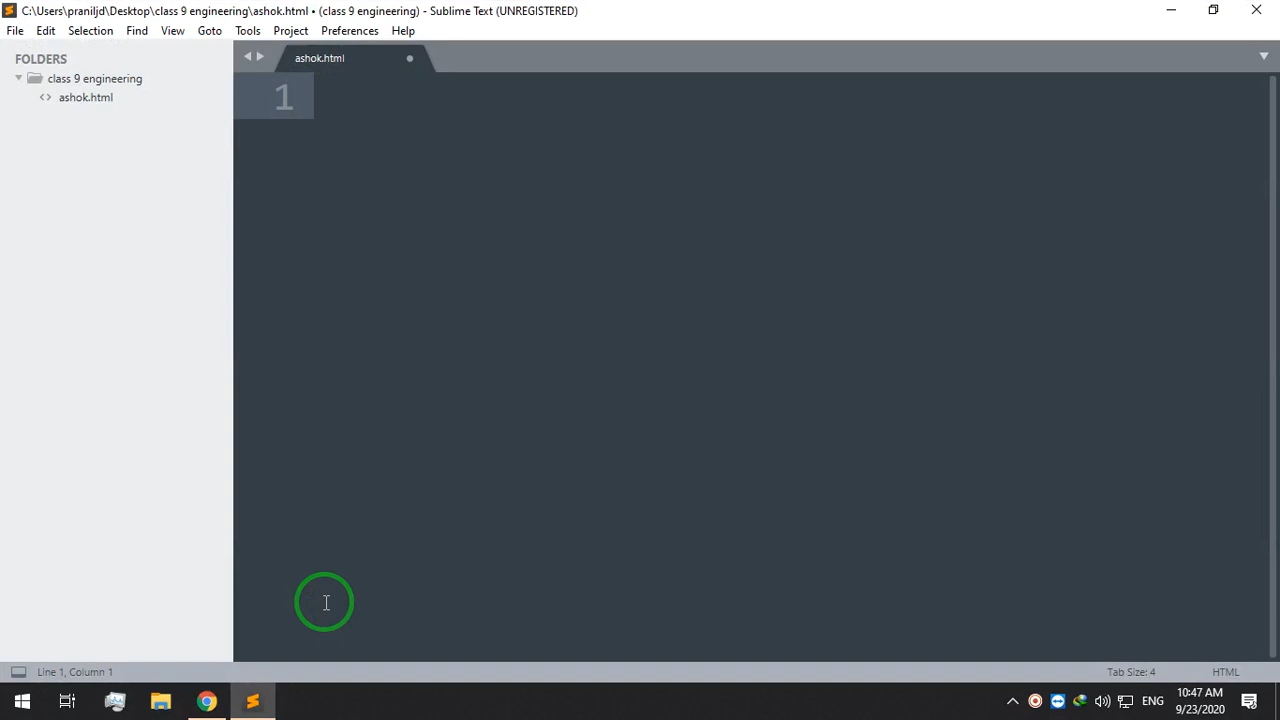 C:\Users\praniljd\Desktop\class 9 engineering\ashok.html • (class 9 engineering) - Sublime Text (UNREGISTERED)
File Edit Selection Find View Goto Tools Project Preferences Help
FOLDERS
class 9 engineering
ashok.html
ashok.html
1
Line 1, Column 1
Tab Size: 4
HTML
ENG
10:47 AM
9/23/2020